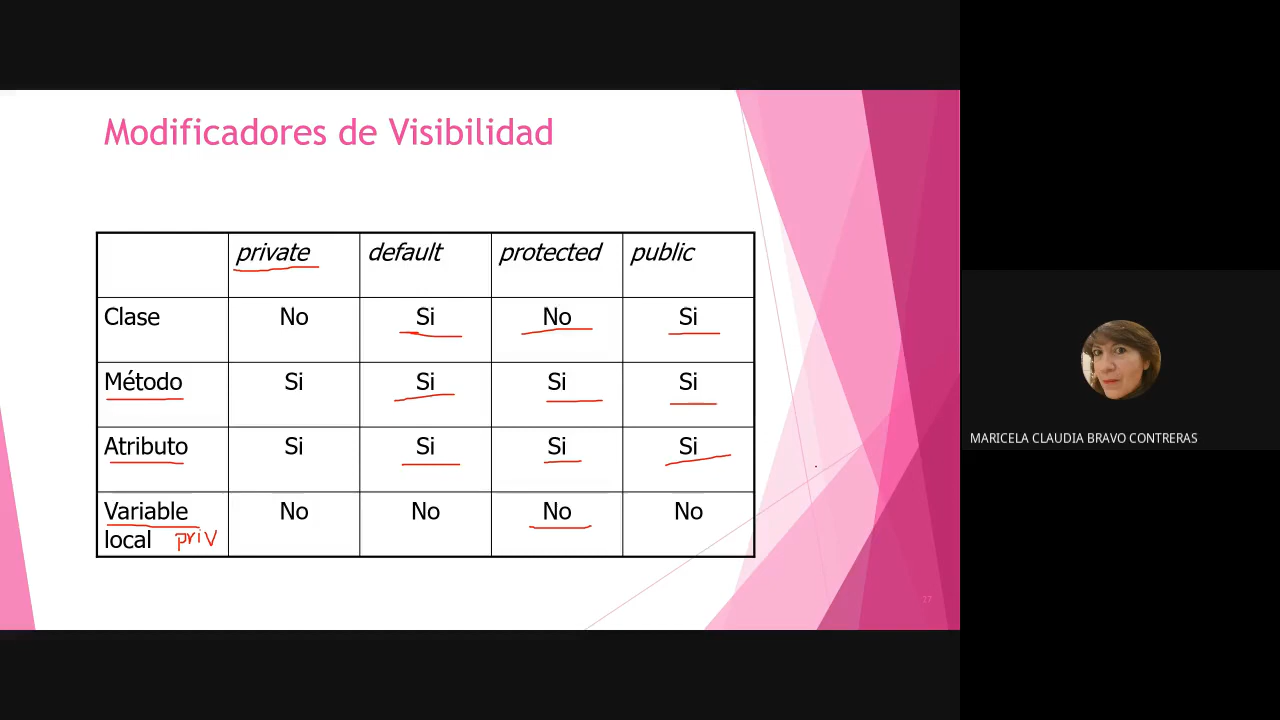 Modificadores de Visibilidad
private default protected public
Clase No Si No Si
Método Si Si Si Si
Atributo Si Si Si Si
Variable No No No No
local priv
27
MARICELA CLAUDIA BRAVO CONTRERAS